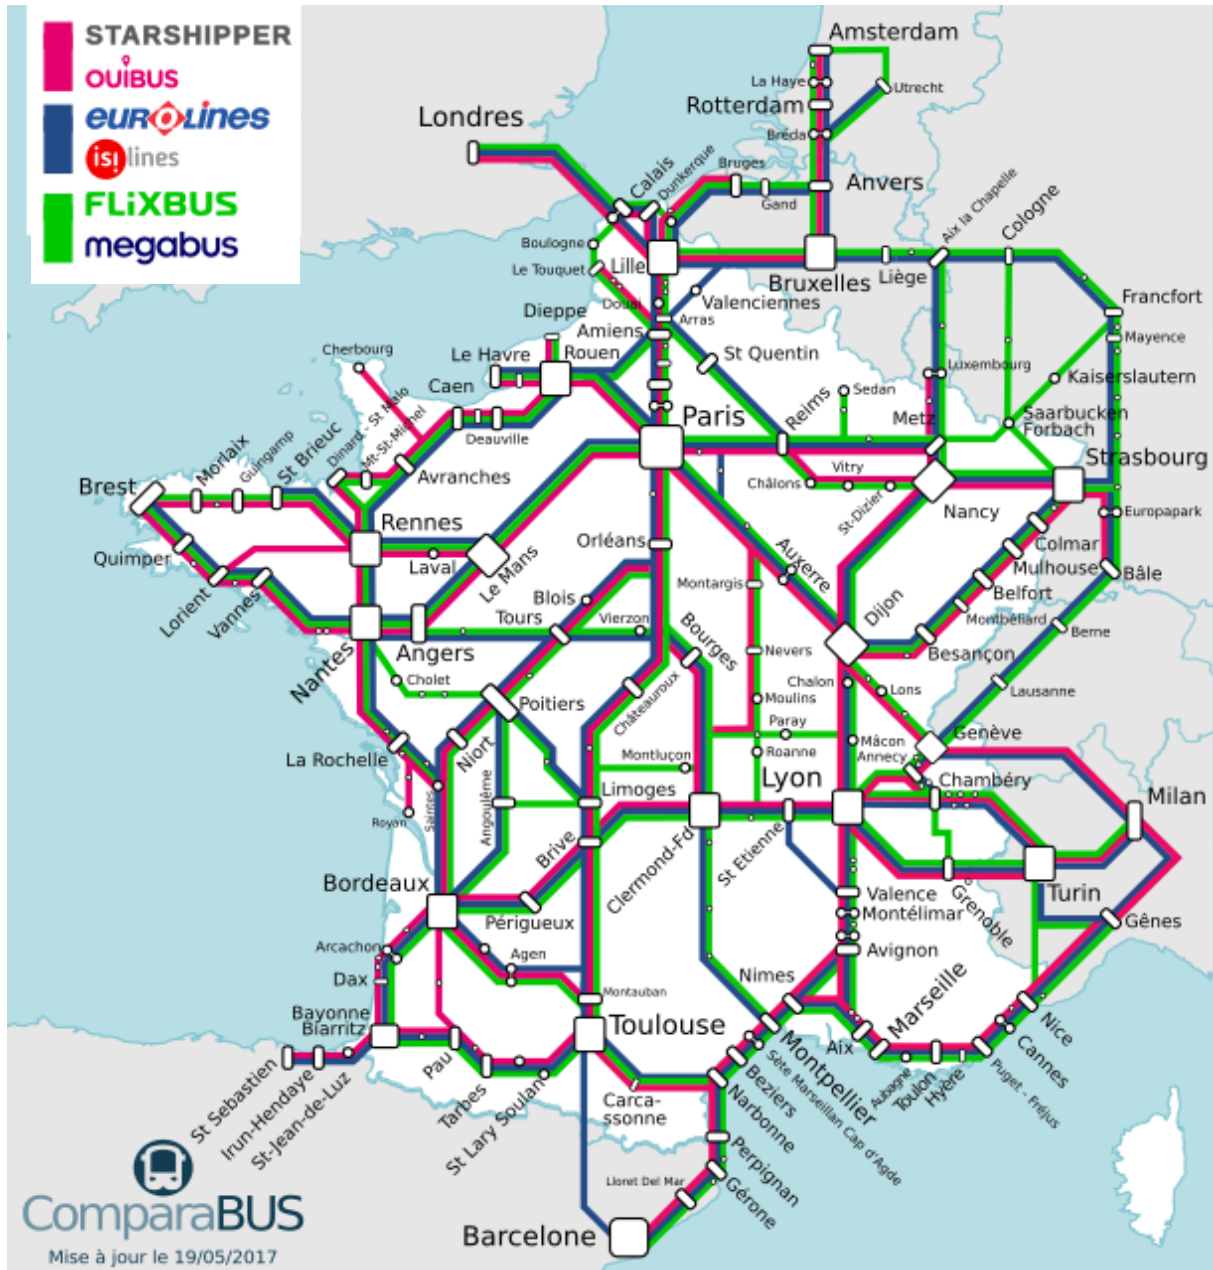 STARSHIPPER
OUIBUS
eurolines
isilines
FLiXBUS
megabus
Amsterdam
La Haye
Utrecht
Rotterdam
Bréda
Londres
Calais
Dunkerque
Bruges
Anvers
Gand
Boulogne
Le Touquet
Lille
Bruxelles
Liège
Aix la Chapelle
Cologne
Francfort
Mayence
Douai
Valenciennes
Arras
Dieppe
Amiens
Rouen
Le Havre
Caen
St Quentin
Cherbourg
Luxembourg
Kaiserslautern
Sedan
Reims
Metz
Saarbucken
Forbach
Paris
Deauville
Dinard - St Malo
Mt-St-Michel
Avranches
St Brieuc
Guingamp
Morlaix
Brest
Strasbourg
Vitry
Châlons
St-Dizier
Nancy
Europapark
Rennes
Laval
Le Mans
Orléans
Quimper
Lorient
Vannes
Auxerre
Montargis
Colmar
Mulhouse
Bâle
Belfort
Montbéliard
Berne
Besançon
Dijon
Blois
Tours
Vierzon
Bourges
Nevers
Angers
Nantes
Cholet
Poitiers
Châteauroux
Moulins
Chalon
Lons
Lausanne
Paray
Mâcon
Genève
Annecy
Roanne
Montluçon
La Rochelle
Niort
Royan
Saintes
Angoulême
Limoges
Lyon
Chambéry
Milan
Brive
Clermond-Fd
St Etienne
Bordeaux
Périgueux
Valence
Montélimar
Grenoble
Turin
Gênes
Arcachon
Agen
Avignon
Dax
Montauban
Nimes
Marseille
Bayonne
Biarritz
Toulouse
Aix
Nice
Cannes
Pau
Tarbes
St Lary Soulan
Carca-
ssonne
Montpellier
Sète Marseillan Cap d'Agde
Beziers
Narbonne
Aubagne
Toulon
Hyère
Puget - Fréjus
St Sebastien
Irun-Hendaye
St-Jean-de-Luz
Perpignan
Lloret Del Mar
Gérone
Barcelone
ComparaBUS
Mise à jour le 19/05/2017